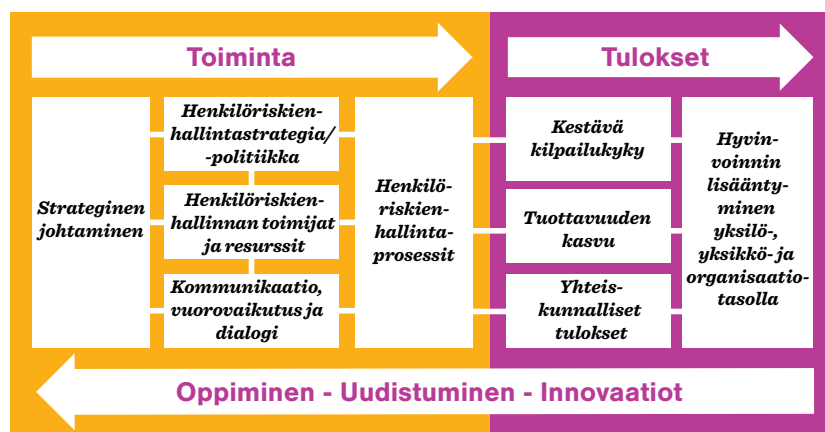 Toiminta
Tulokset
Strateginen
johtaminen
Henkilöriskien-
hallintastrategia/
-politiikka
Henkilöriskien-
hallinnan toimijat
ja resurssit
Kommunikaatio,
vuorovaikutus ja
dialogi
Henkilö-
riskien-
hallinta-
prosessit
Kestävä
kilpailukyky
Tuottavuuden
kasvu
Yhteis-
kunnalliset
tulokset
Hyvin-
voinnin
lisäänty-
minen
yksilö-,
yksikkö- ja
organisaatio-
tasolla
Oppiminen - Uudistuminen - Innovaatiot